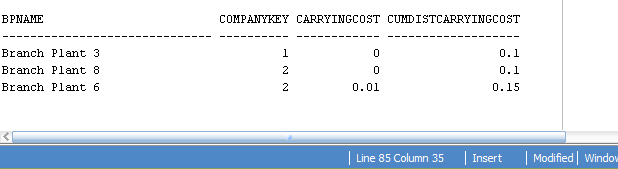 BPNAME COMPANYKEY CARRYINGCOST CUMDISTCARRYINGCOST
------------------------------ ---------- ------------ -------------------
Branch Plant 3 1 0 0.1
Branch Plant 8 2 0 0.1
Branch Plant 6 2 0.01 0.15
Line 85 Column 35 Insert Modified